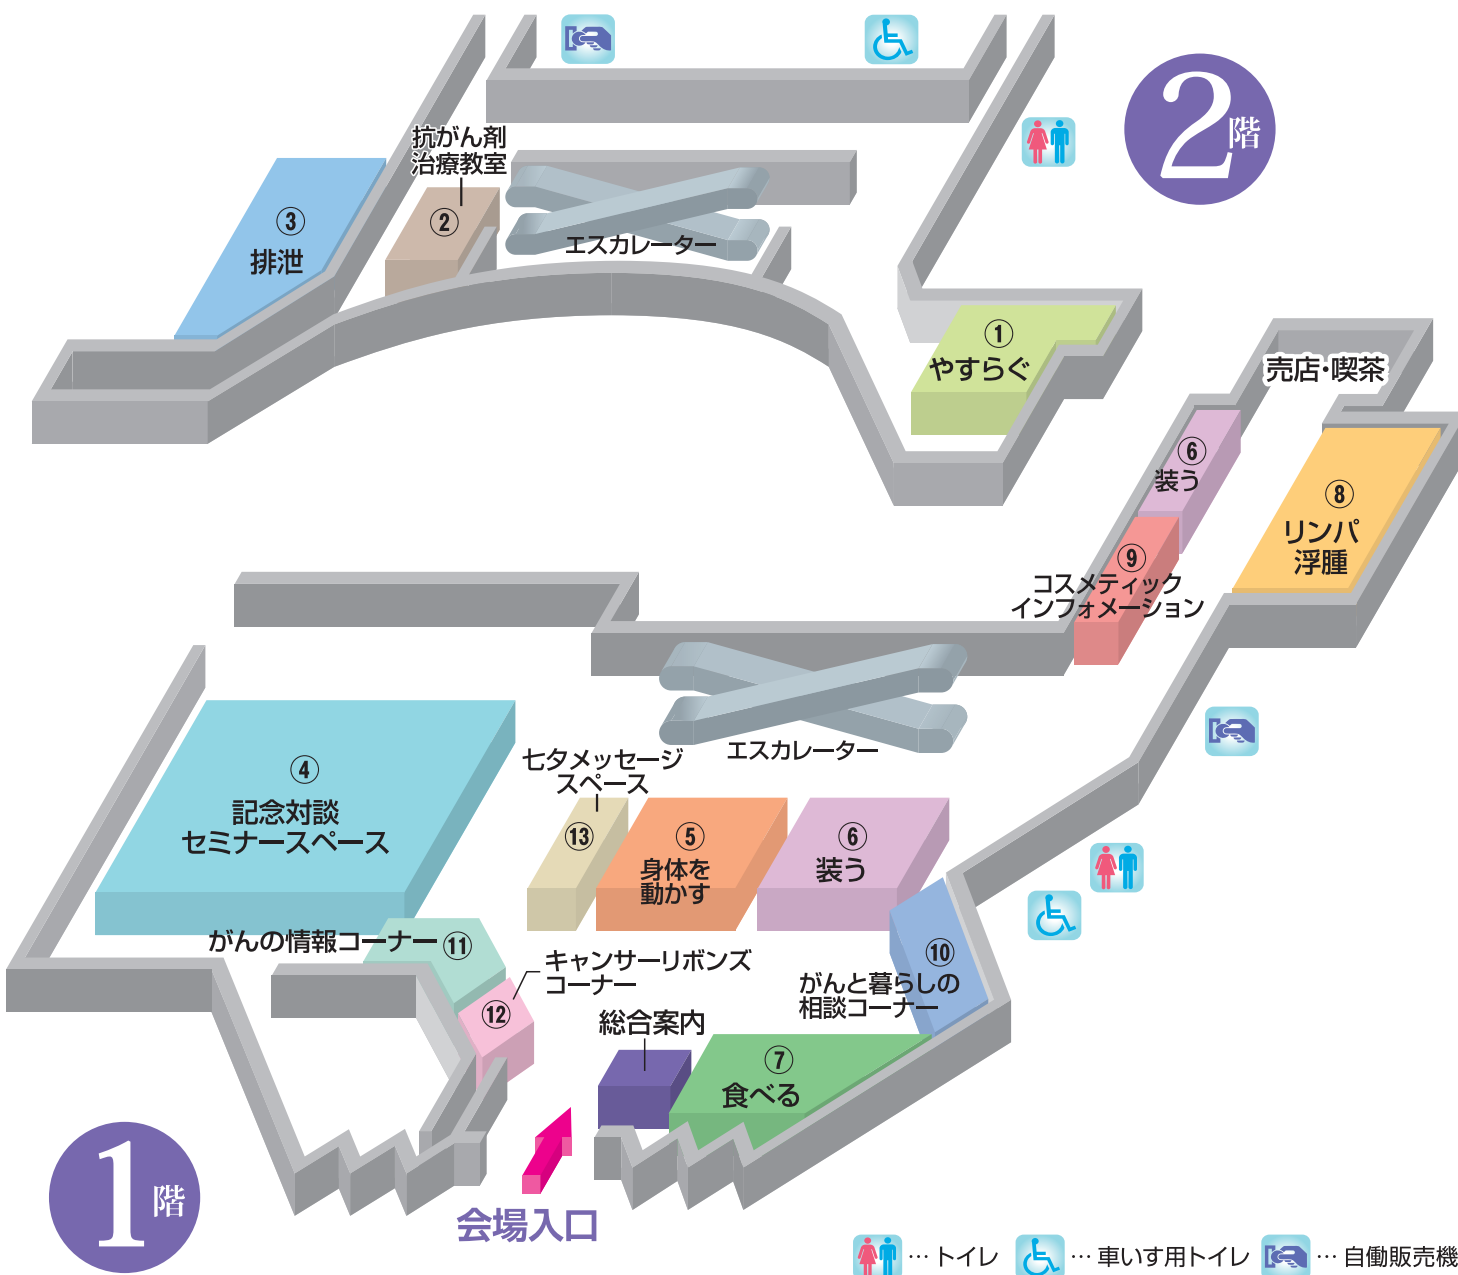 2階
抗がん剤
治療教室
②
③
排泄
エスカレーター
①
やすらぐ
売店・喫茶
⑥
装う
⑧
リンパ
浮腫
⑨
コスメティック
インフォメーション
エスカレーター
④
記念対談
セミナースペース
七夕メッセージ
スペース
⑬
⑤
身体を
動かす
⑥
装う
がんの情報コーナー
⑪
キャンサーリボンズ
コーナー
⑫
⑩
がんと暮らしの
相談コーナー
総合案内
⑦
食べる
1階
会場入口
… トイレ
… 車いす用トイレ
… 自働販売機